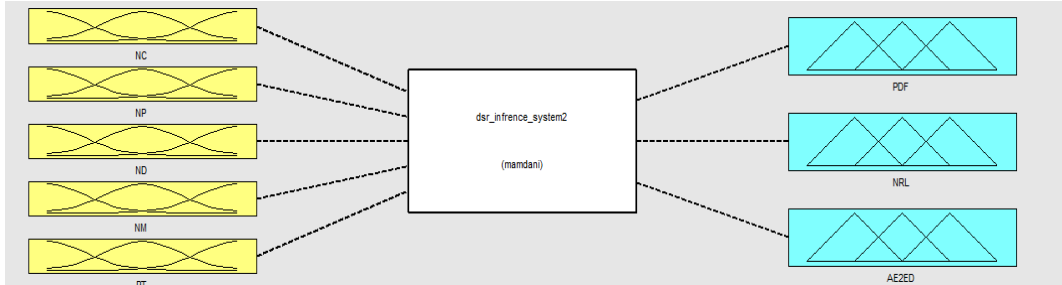 NC
NP
ND
NM
dsr_infrence_system2
(mamdani)
PDF
NRL
AE2ED